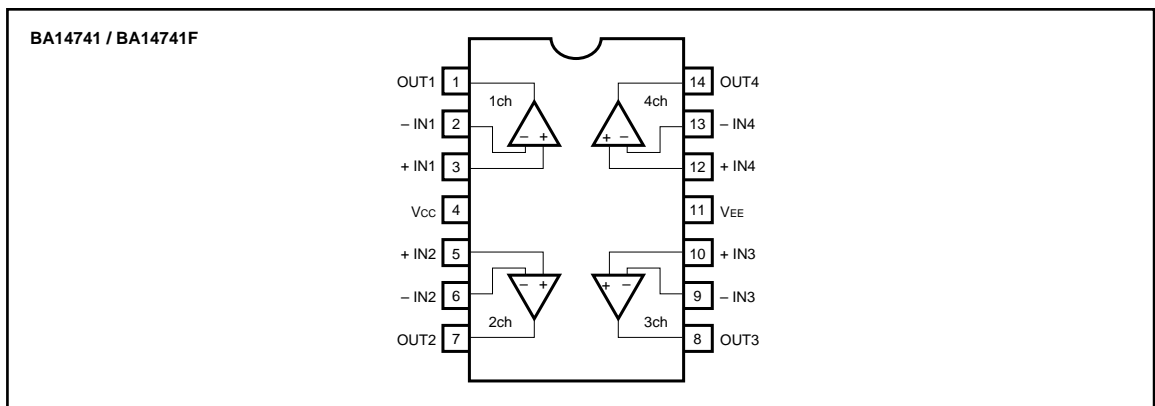 BA14741 / BA14741F
OUT1 1 14 OUT4
1ch 4ch
– IN1 2 13 – IN4
– + + –
+ IN1 3 12 + IN4
VCC 4 11 VEE
+ IN2 5 10 + IN3
– + + –
– IN2 6 9 – IN3
2ch 3ch
OUT2 7 8 OUT3